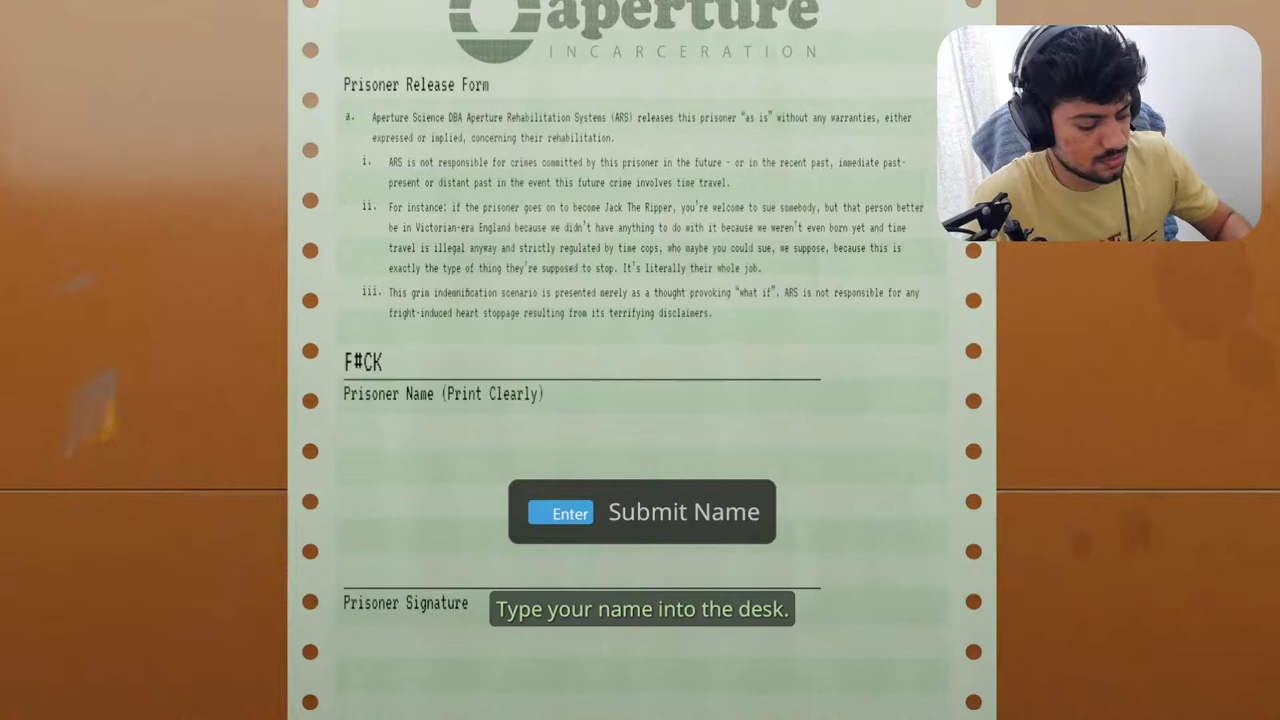 aperture
INCARCERATION
Prisoner Release Form
a. Aperture Science DBA Aperture Rehabilitation Systems (ARS) releases this prisoner “as is” without any warranties, either
expressed or implied, concerning their rehabilitation.
i. ARS is not responsible for crimes committed by this prisoner in the future - or in the recent past, immediate past-
present or distant past in the event this future crime involves time travel.
ii. For instance: if the prisoner goes on to become Jack The Ripper, you’re welcome to sue somebody, but that person better
be in Victorian-era England because we didn’t have anything to do with it because we weren’t even born yet and time
travel is illegal anyway and strictly regulated by time cops, who maybe you could sue, we suppose, because this is
exactly the type of thing they’re supposed to stop. It’s literally their whole job.
iii. This grim indemnification scenario is presented merely as a thought provoking “what if”. ARS is not responsible for any
fright-induced heart stoppage resulting from its terrifying disclaimers.
F#CK
Prisoner Name (Print Clearly)
Enter Submit Name
Prisoner Signature
Type your name into the desk.